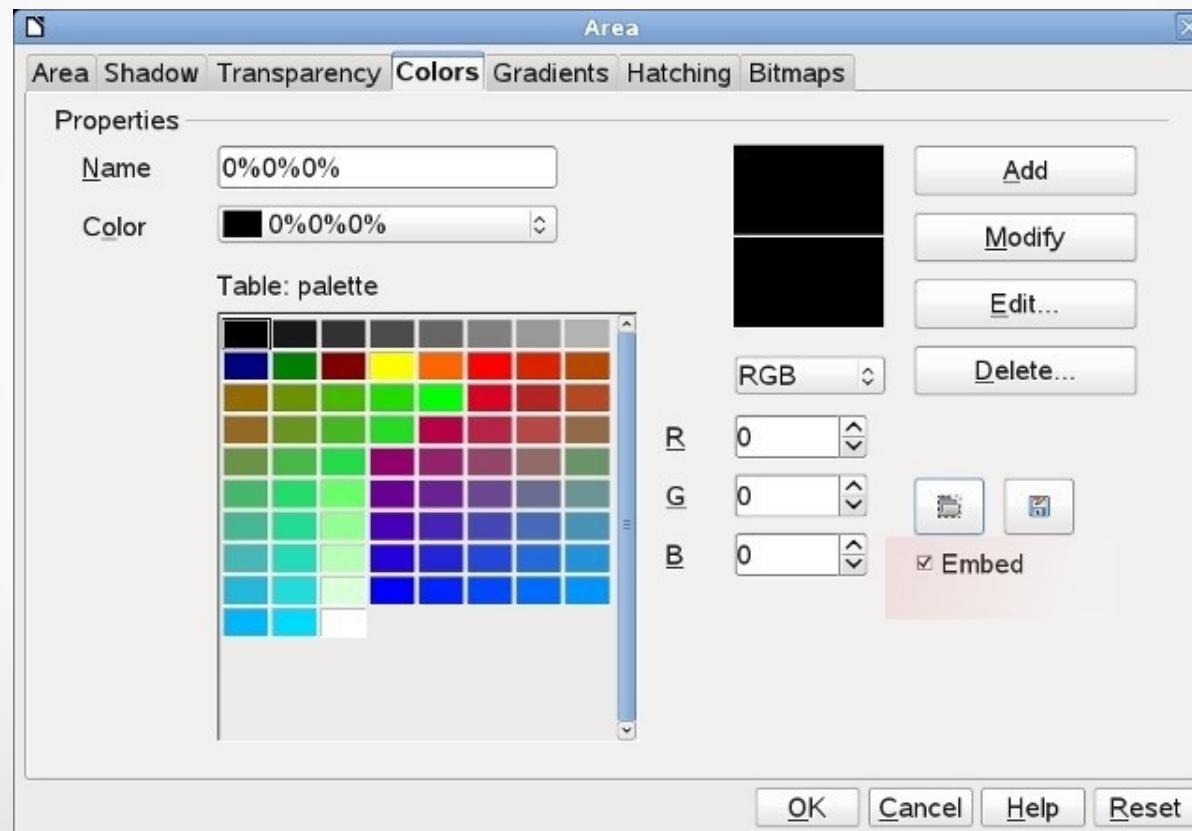 Area
Area Shadow Transparency Colors Gradients Hatching Bitmaps
Properties
Name 0%0%0%
Color 0%0%0%
Table: palette
Add
Modify
Edit...
Delete...
RGB
R 0
G 0
B 0
Embed
OK Cancel Help Reset